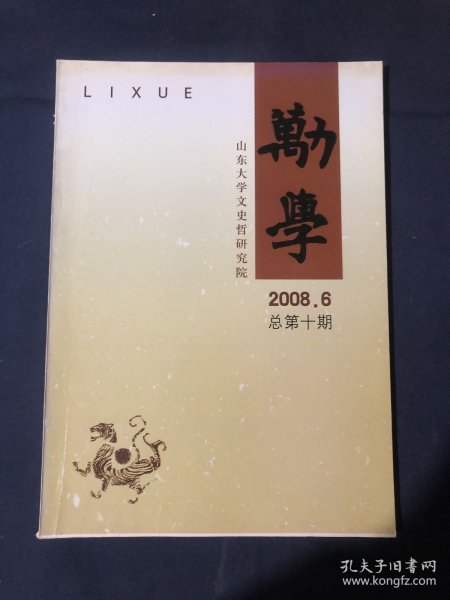 LIXUE
勱學
山东大学文史哲研究院
2008.6
总第十期
孔夫子旧书网
www.kongfz.com